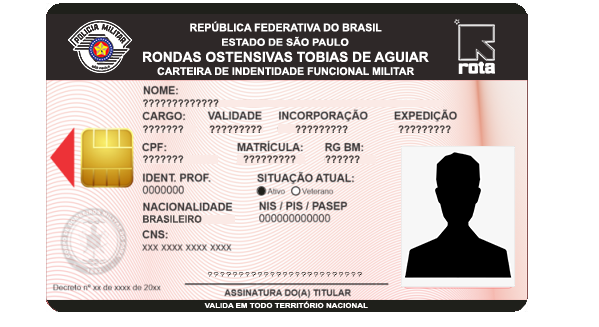 POLÍCIA MILITAR
SÃO PAULO
REPÚBLICA FEDERATIVA DO BRASIL
ESTADO DE SÃO PAULO
RONDAS OSTENSIVAS TOBIAS DE AGUIAR
CARTEIRA DE INDENTIDADE FUNCIONAL MILITAR
rota
NOME:
?????????????
CARGO: VALIDADE INCORPORAÇÃO EXPEDIÇÃO
??????? ????????? ????????? ?????????
CPF: MATRÍCULA: RG BM:
??????? ????????? ??????
IDENT. PROF. SITUAÇÃO ATUAL:
0000000 Ativo Veterano
NACIONALIDADE NIS / PIS / PASEP
BRASILEIRO 000000000000
CNS:
xxx xxxx xxxx xxxx
?????????????????????????
Decreto nº xx de xxxx de 20xx
ASSINATURA DO(A) TITULAR
VALIDA EM TODO TERRITÓRIO NACIONAL